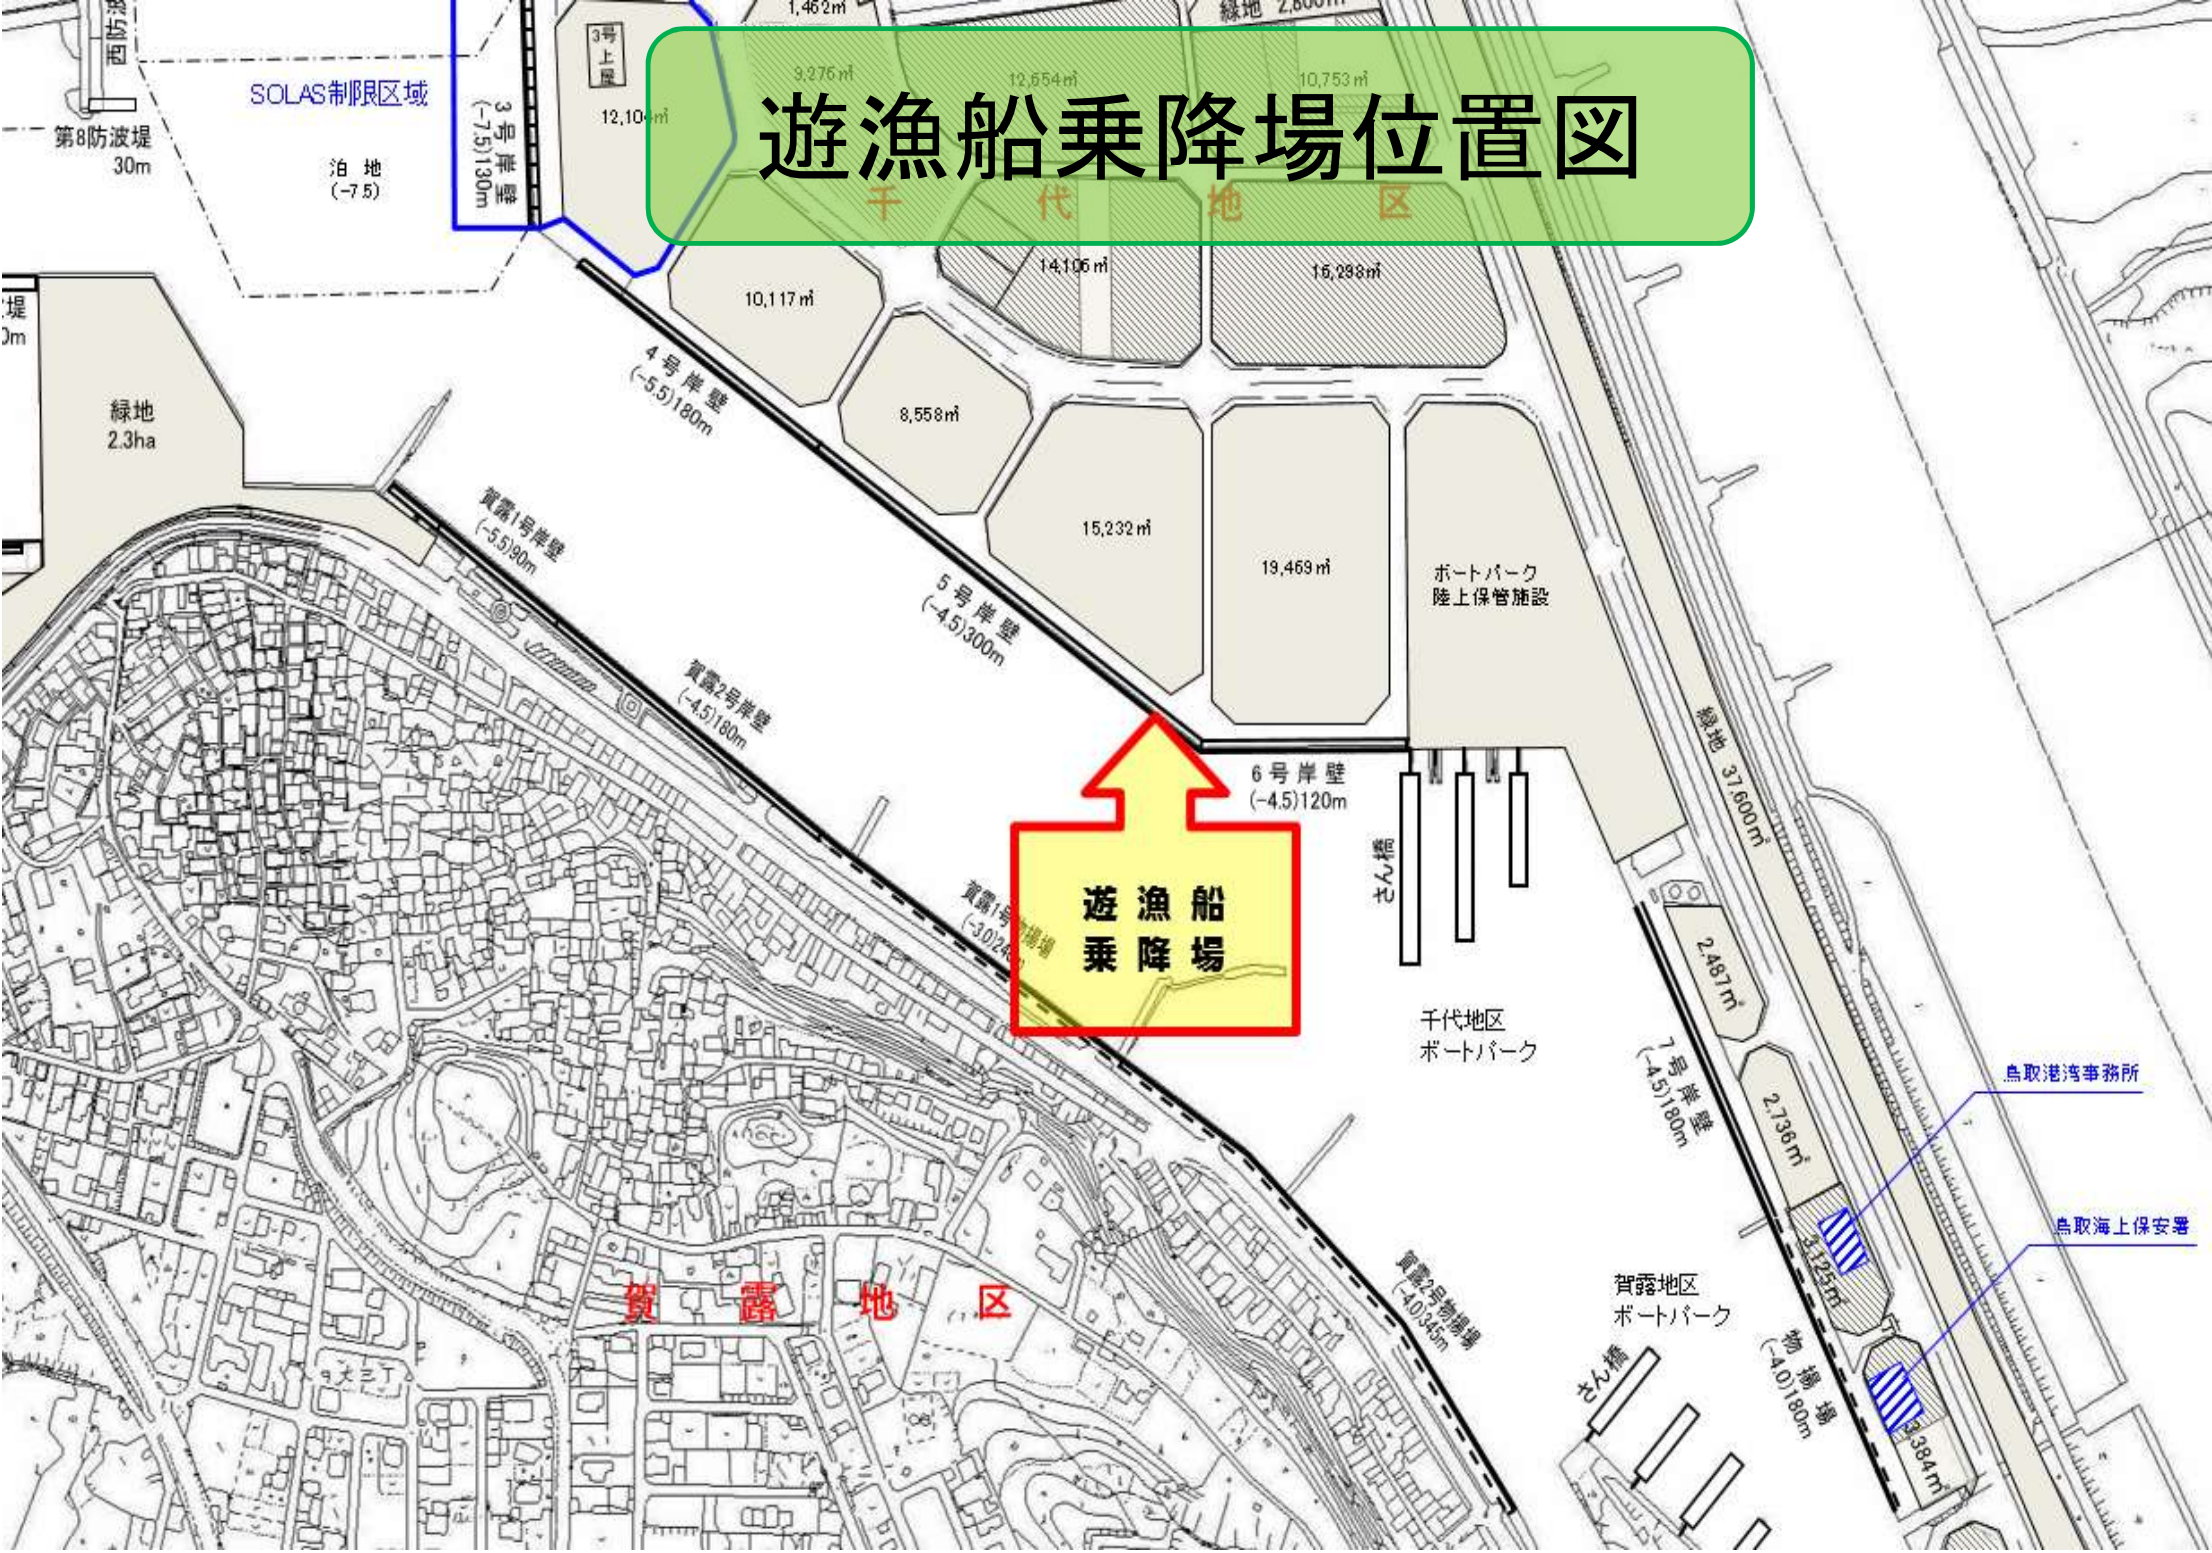 遊漁船乗降場位置図
1,462㎡
緑地 2,800㎡
西防波
3号
上
屋
9,276㎡
12,654㎡
10,753㎡
SOLAS制限区域
3号岸壁
(-7.5)130m
第8防波堤
30m
泊地
(-7.5)
千代地区
14,106㎡
16,298㎡
10,117㎡
堤
0m
4号岸壁
(-5.5)180m
緑地
2.3ha
8,558㎡
賀露1号岸壁
(-5.5)90m
15,232㎡
19,469㎡
ボートパーク
陸上保管施設
5号岸壁
(-4.5)300m
賀露2号岸壁
(-4.5)180m
緑地 37,600㎡
6号岸壁
(-4.5)120m
さん橋
遊漁船
乗降場
2,487㎡
千代地区
ボートパーク
7号岸壁
(-4.5)180m
鳥取港湾事務所
2,736㎡
鳥取海上保安署
3,125㎡
賀露地区
賀露2号物揚場
(-4.0)345m
賀露地区
ボートパーク
さん橋
物揚場
(-4.0)180m